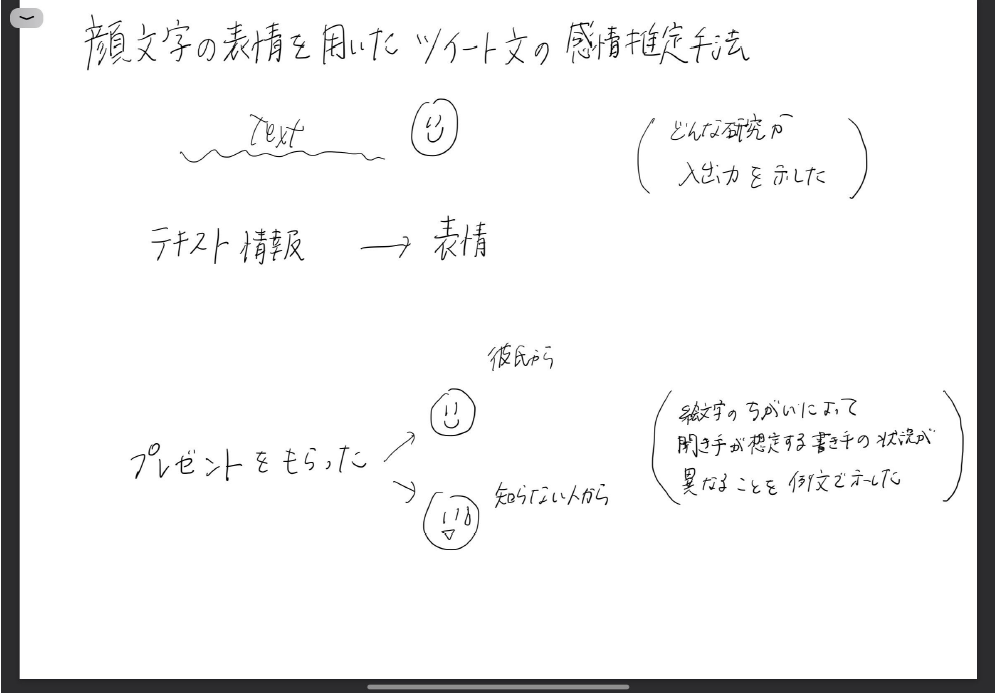 顔文字の表情を用いたツイート文の感情推定手法
Text
どんな研究か
入出力を示した
テキスト情報 → 表情
彼氏から
プレゼントをもらった
知らない人から
絵文字のちがいによって
聞き手が想定する書き手の状況が
異なることを例文で示した